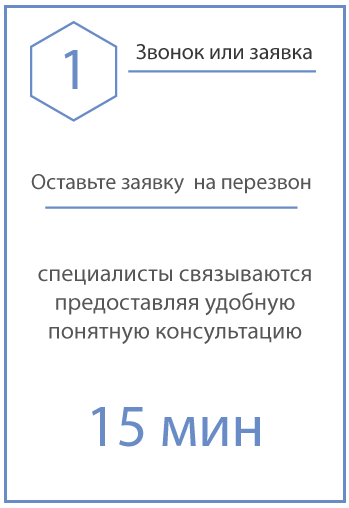 1
Звонок или заявка
Оставьте заявку на перезвон
специалисты связываются
предоставляя удобную
понятную консультацию
15 мин